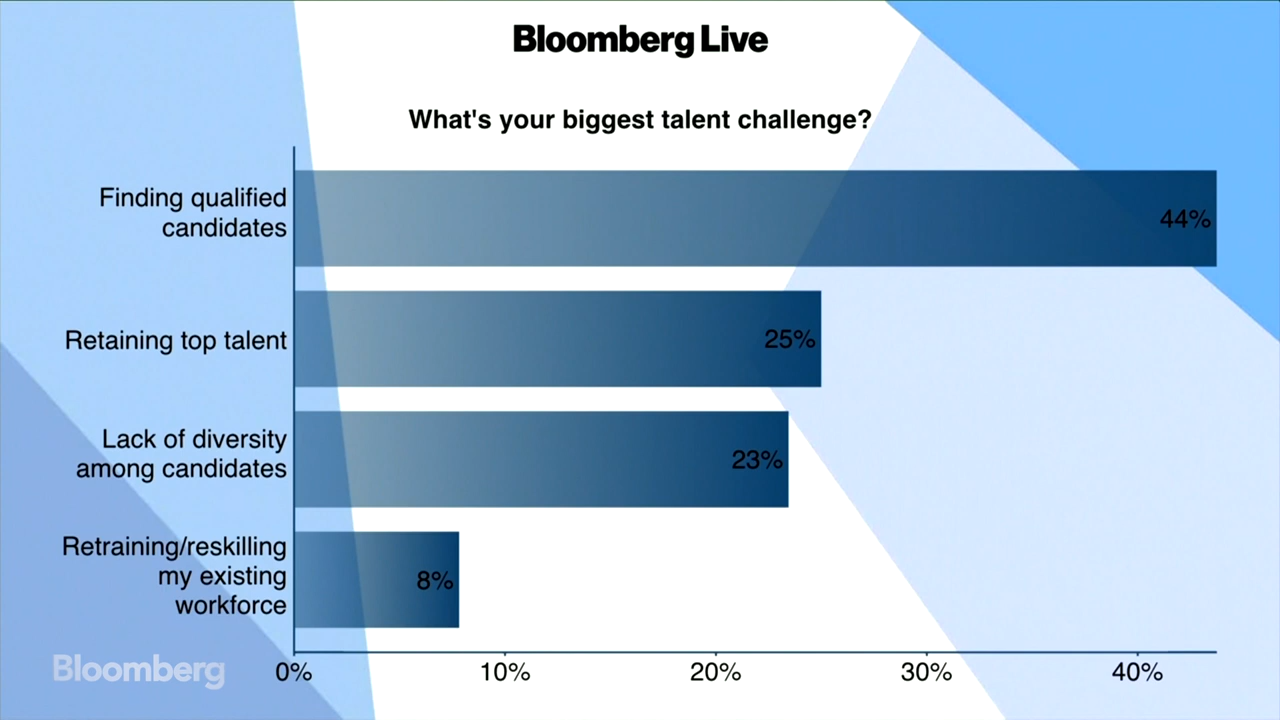 Bloomberg Live
What's your biggest talent challenge?
Finding qualified
candidates
44%
Retaining top talent
25%
Lack of diversity
among candidates
23%
Retraining/reskilling
my existing
workforce
8%
0%
10%
20%
30%
40%
Bloomberg